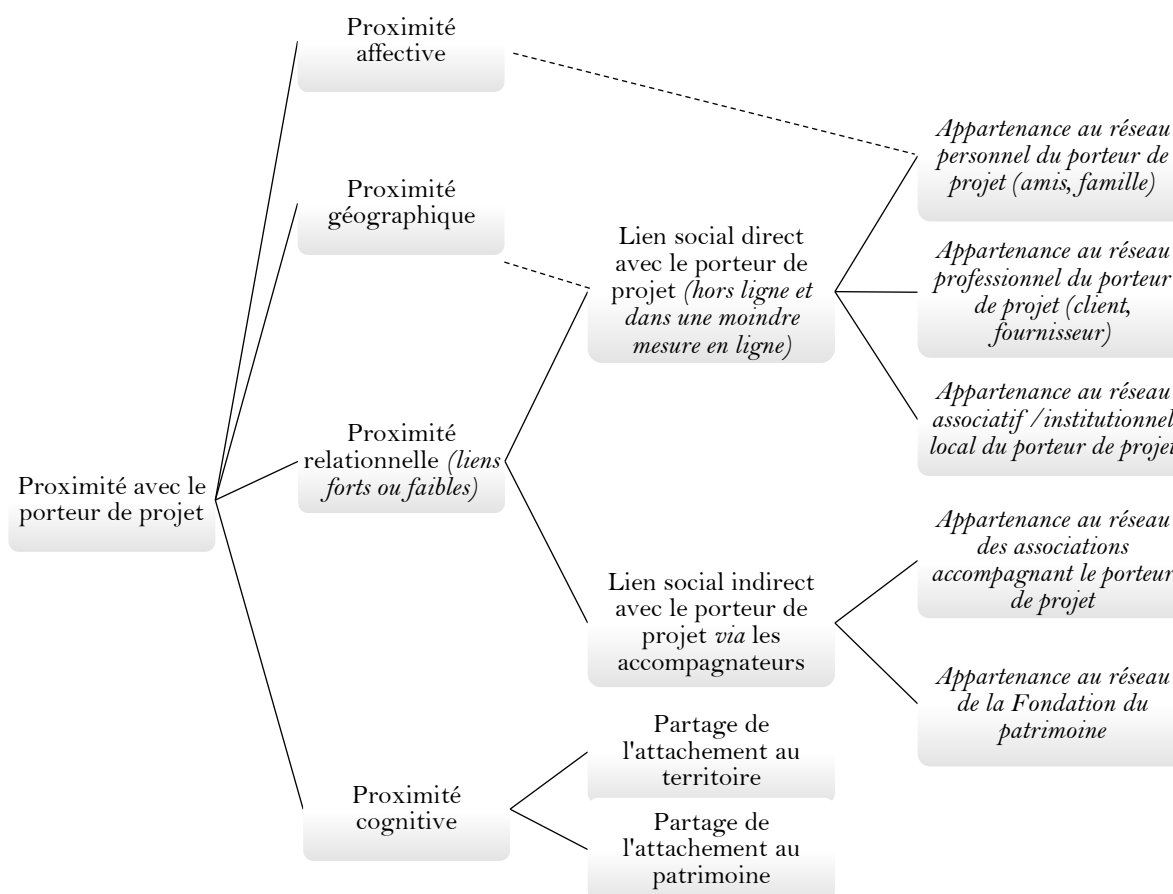 Proximité
affective
Proximité
géographique
Proximité
relationnelle (liens
forts ou faibles)
Proximité avec le
porteur de projet
Proximité
cognitive
Lien social direct
avec le porteur de
projet (hors ligne et
dans une moindre
mesure en ligne)
Lien social indirect
avec le porteur de
projet via les
accompagnateurs
Partage de
l'attachement au
territoire
Partage de
l'attachement au
patrimoine
Appartenance au réseau
personnel du porteur de
projet (amis, famille)
Appartenance au réseau
professionnel du porteur
de projet (client,
fournisseur)
Appartenance au réseau
associatif / institutionnel
local du porteur de projet
Appartenance au réseau
des associations
accompagnant le porteur
de projet
Appartenance au réseau
de la Fondation du
patrimoine